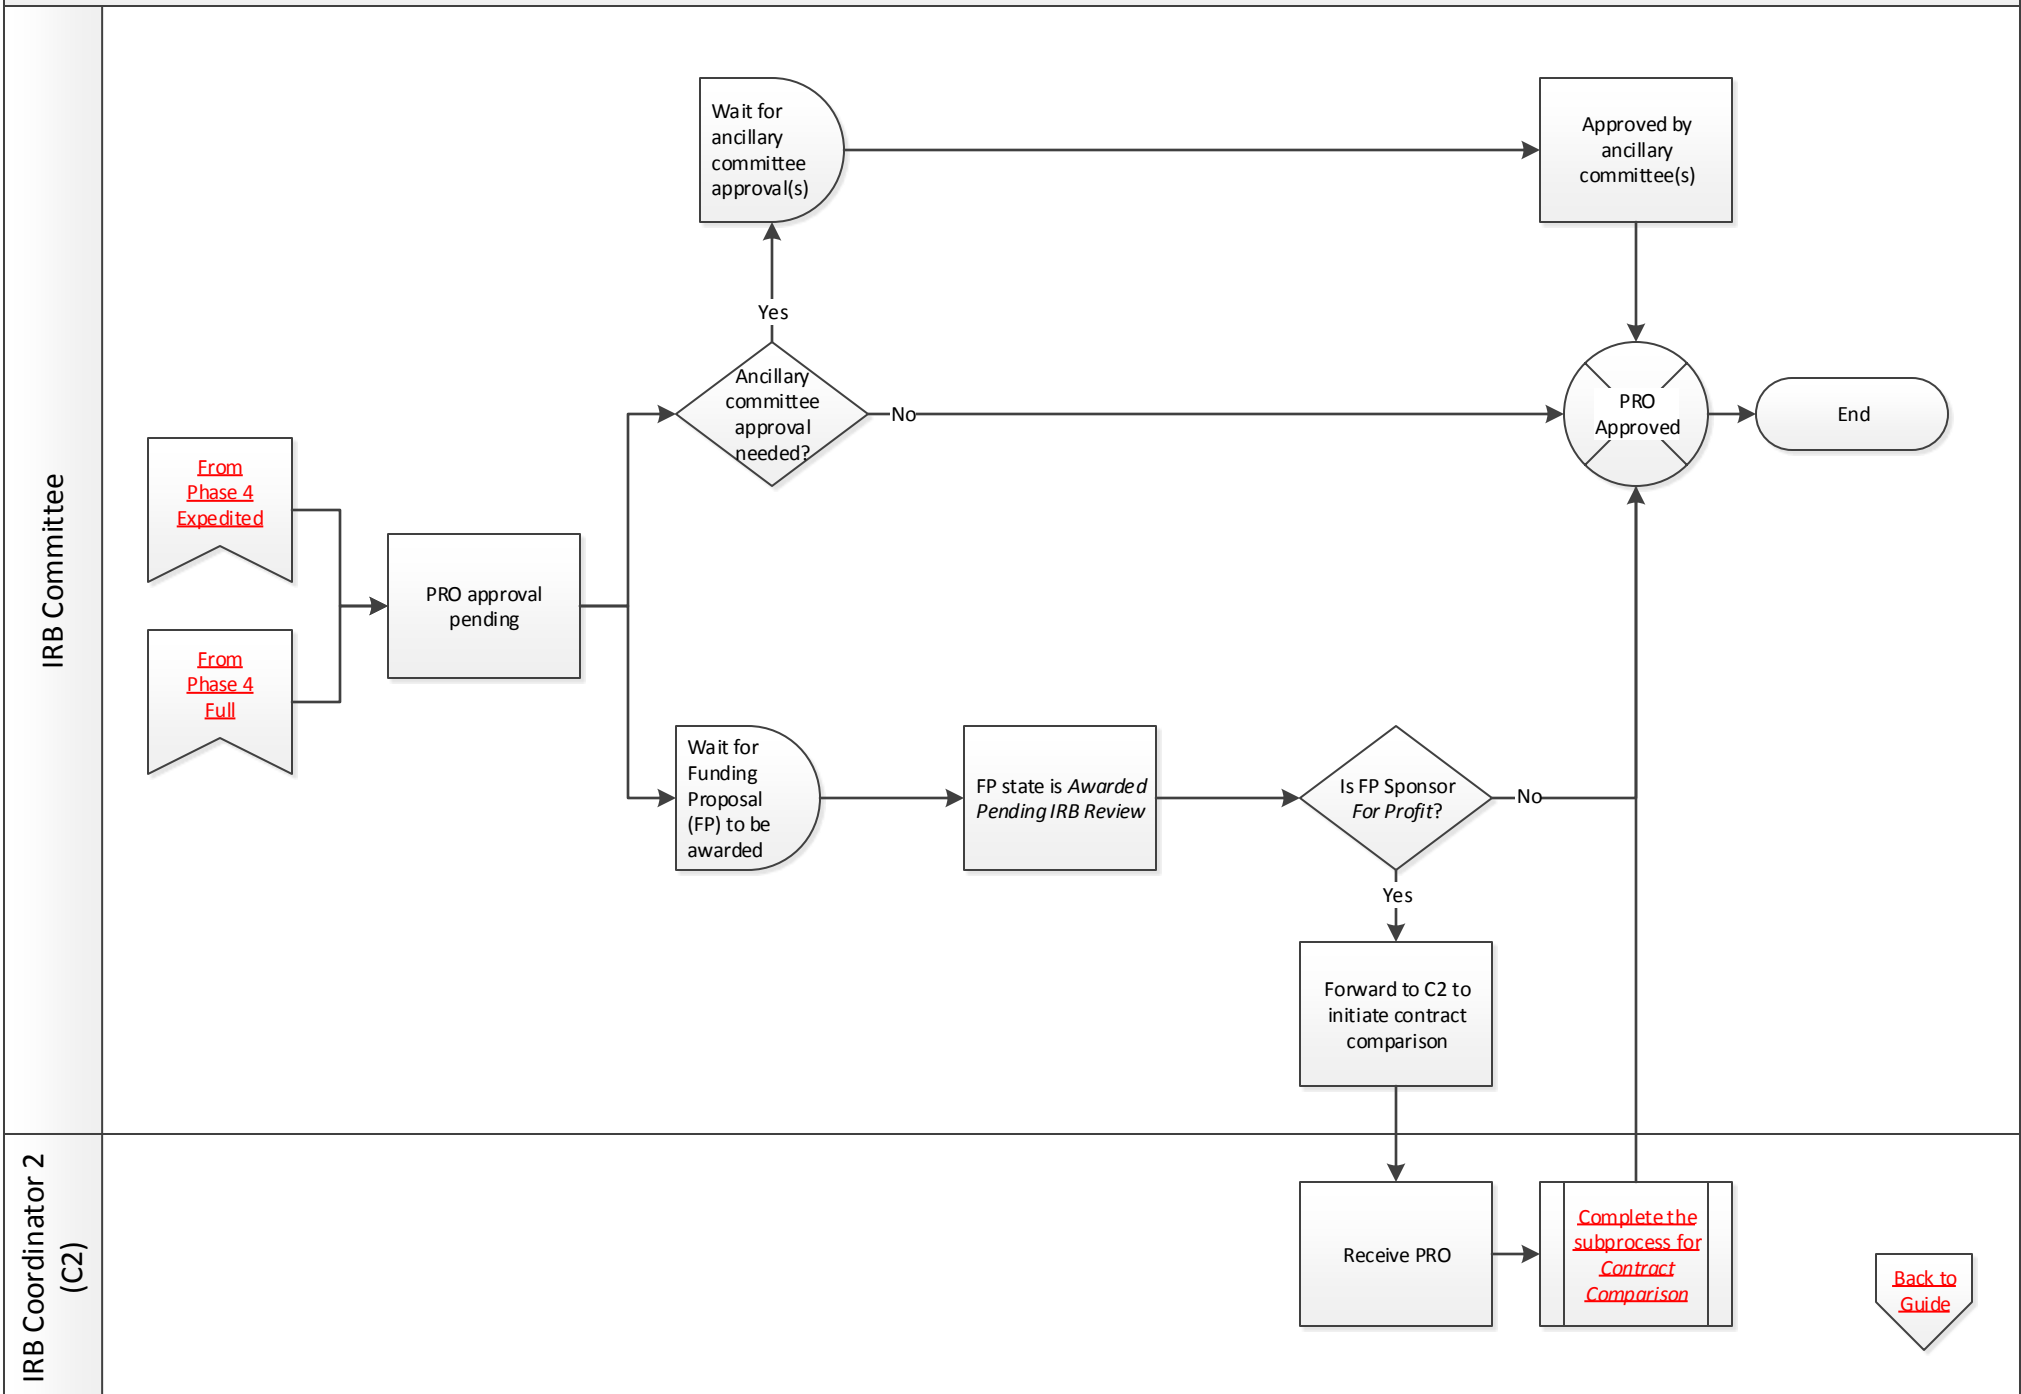 IRB Committee
Wait for
ancillary
committee
approval(s)
Approved by
ancillary
committee(s)
Yes
Ancillary
committee
approval
needed?
No
PRO
Approved
End
From
Phase 4
Expedited
PRO approval
pending
From
Phase 4
Full
Wait for
Funding
Proposal
(FP) to be
awarded
FP state is Awarded
Pending IRB Review
Is FP Sponsor
For Profit?
No
Yes
Forward to C2 to
initiate contract
comparison
IRB Coordinator 2
(C2)
Receive PRO
Complete the
subprocess for
Contract
Comparison
Back to
Guide